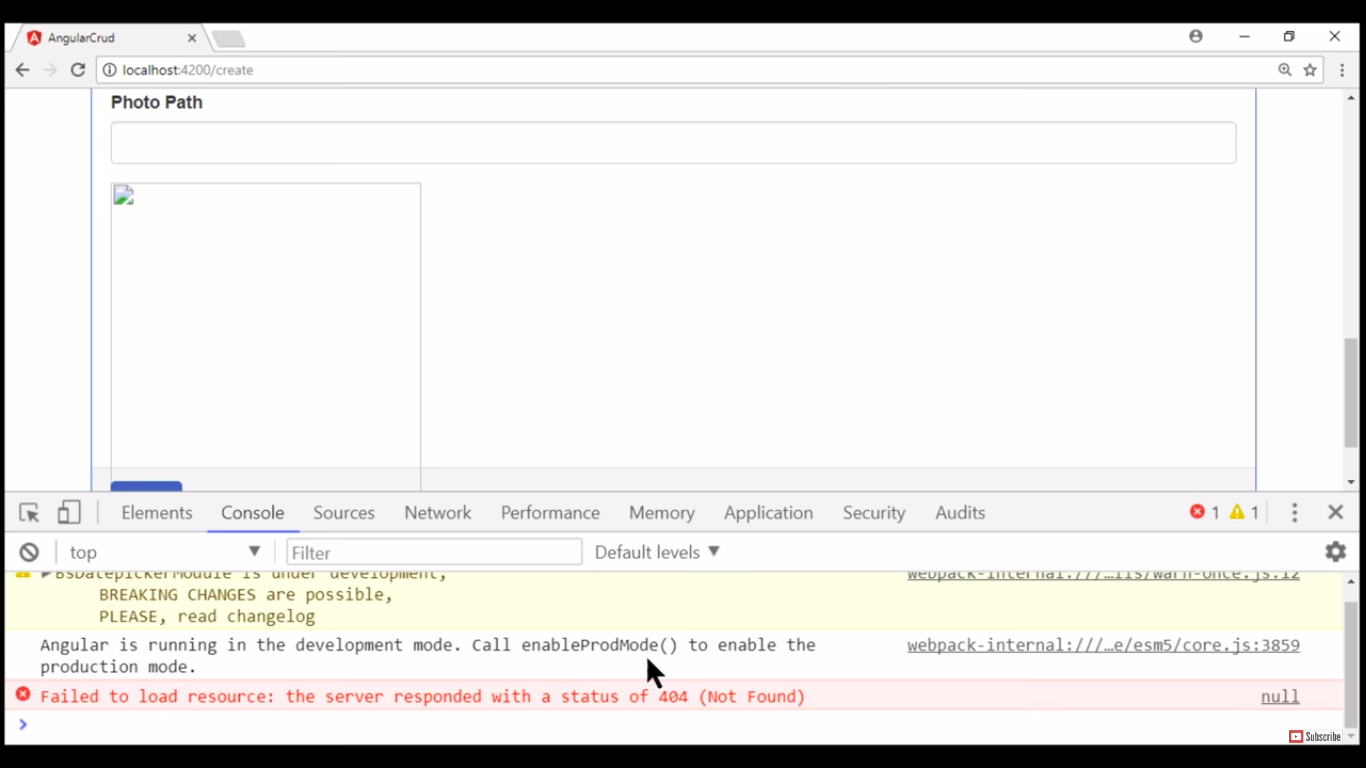 AngularCrud
localhost:4200/create
Photo Path
Elements Console Sources Network Performance Memory Application Security Audits 1 1
top Filter Default levels
BsDatepickerModule is under development, webpack-internal:///…ils/warn-once.js:12
BREAKING CHANGES are possible,
PLEASE, read changelog
Angular is running in the development mode. Call enableProdMode() to enable the webpack-internal:///…e/esm5/core.js:3859
production mode.
Failed to load resource: the server responded with a status of 404 (Not Found) null
Subscribe